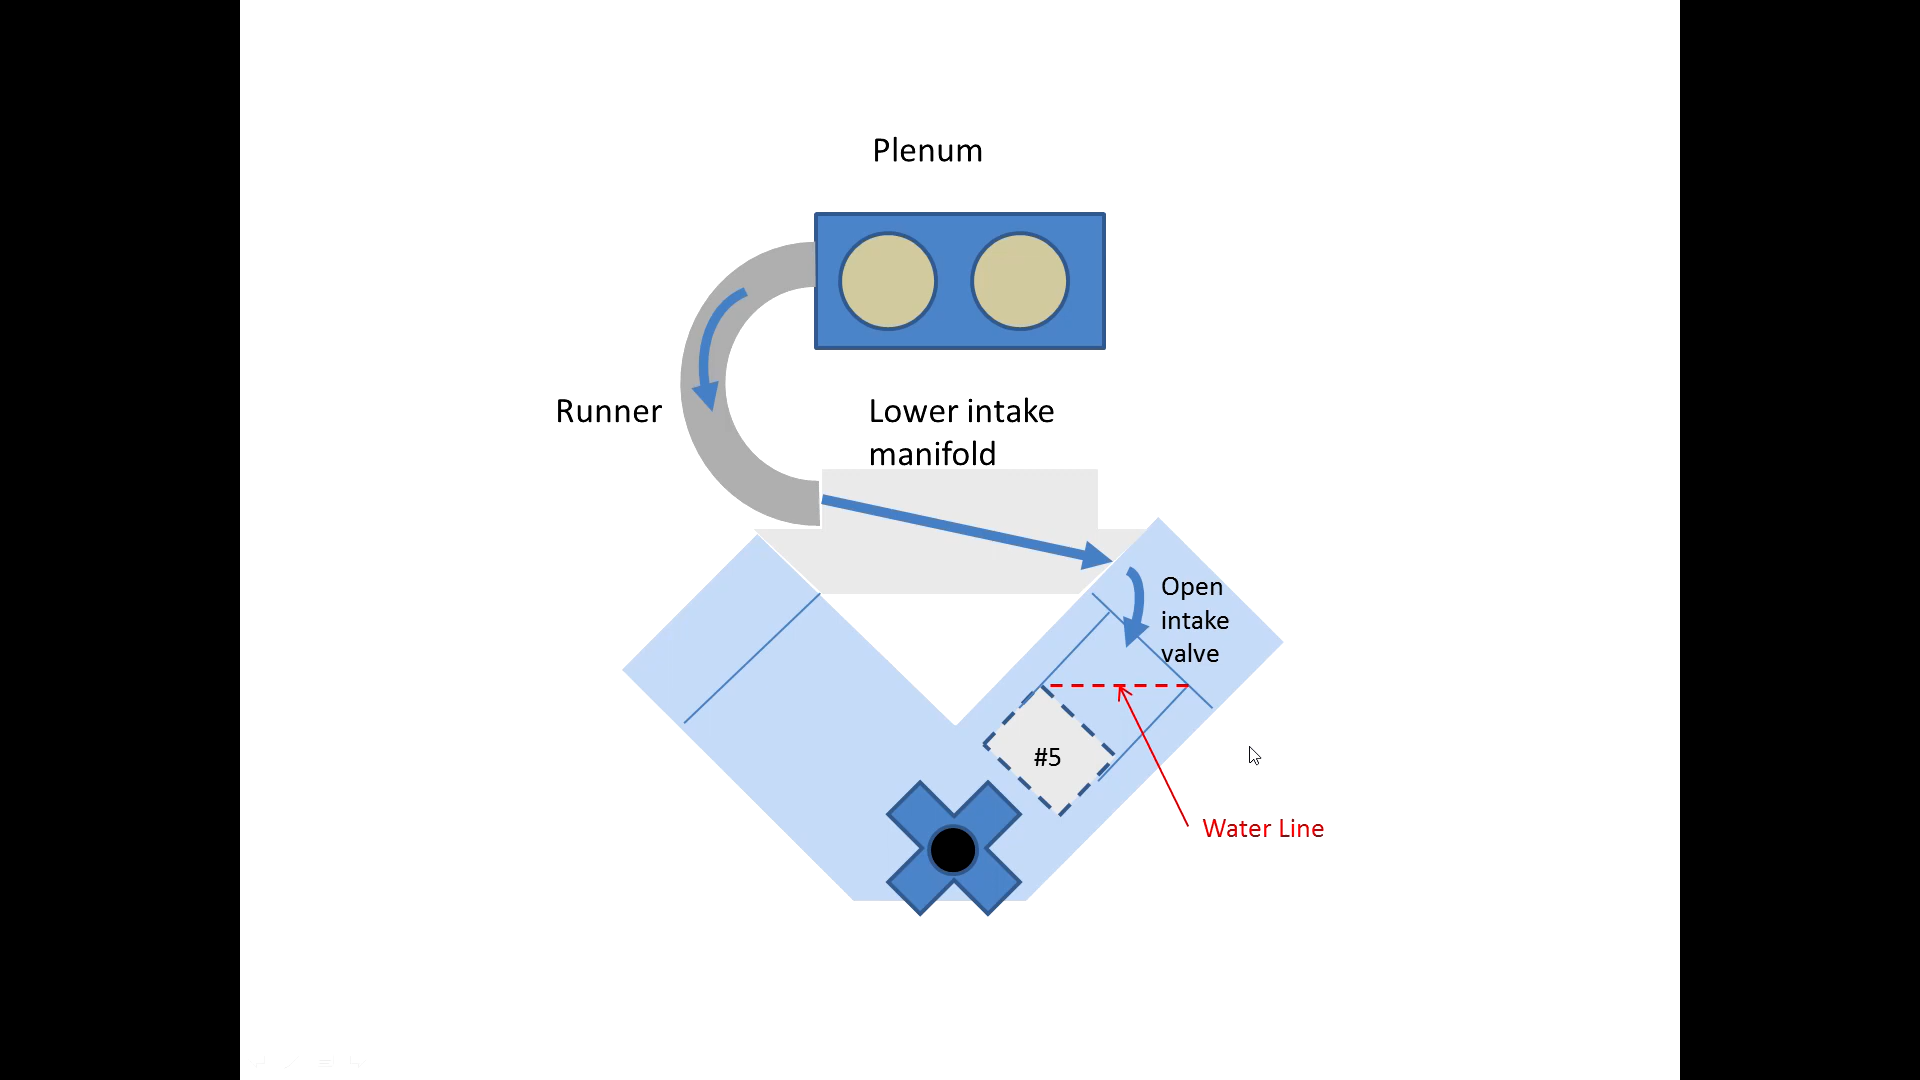 Plenum
Runner
Lower intake
manifold
Open
intake
valve
#5
Water Line